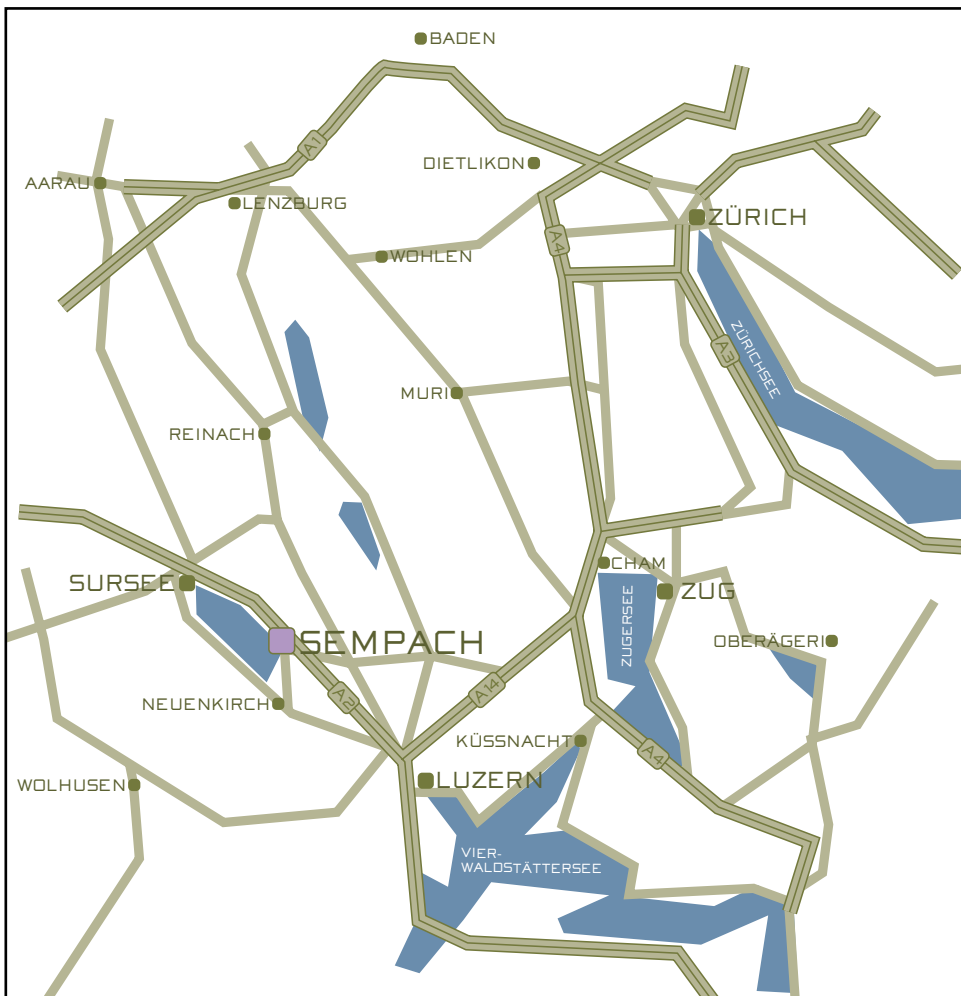 BADEN
A1
DIETLIKON
AARAU
LENZBURG
ZÜRICH
A4
WOHLEN
A3
ZÜRICHSEE
MURI
REINACH
CHAM
SURSEE
ZUG
ZUGERSEE
SEMPACH
OBERÄGERI
A14
A2
NEUENKIRCH
KÜSSNACHT
A4
WOLHUSEN
LUZERN
VIER-
WALDSTÄTTERSEE